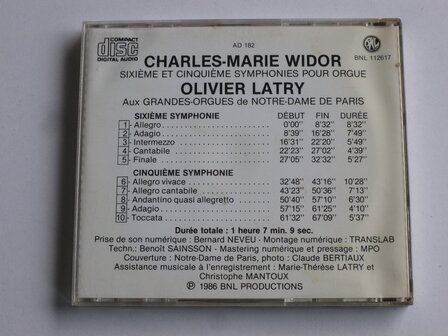 COMPACT
disc
DIGITAL AUDIO
AD 182
BNL
BNL 112617
CHARLES-MARIE WIDOR
SIXIÈME ET CINQUIÈME SYMPHONIES POUR ORGUE
OLIVIER LATRY
Aux GRANDES-ORGUES de NOTRE-DAME DE PARIS
SIXIÈME SYMPHONIE DÉBUT FIN DURÉE
1 - Allegro 0'00'' 8'32'' 8'32''
2 - Adagio 8'39'' 16'28'' 7'49''
3 - Intermezzo 16'31'' 22'20'' 5'49''
4 - Cantabile 22'23'' 27'02'' 4'39''
5 - Finale 27'05'' 32'32'' 5'27''
CINQUIÈME SYMPHONIE
6 - Allegro vivace 32'48'' 43'16'' 10'28''
7 - Allegro cantabile 43'23'' 50'36'' 7'13''
8 - Andantino quasi allegretto 50'40'' 57'10'' 6'30''
9 - Adagio 57'15'' 61'25'' 4'10''
10 - Toccata 61'32'' 67'09'' 5'37''
Durée totale : 1 heure 7 min. 9 sec.
Prise de son numérique : Bernard NEVEU - Montage numérique : TRANSLAB
Techn.: Benoît SAINSSON - Mastering numérique et pressage : MPO
Couverture : Notre-Dame de Paris, photo : Claude BERTIAUX
Assistance musicale à l'enregistrement : Marie-Thérèse LATRY et
Christophe MANTOUX
Ⓟ 1986 BNL PRODUCTIONS